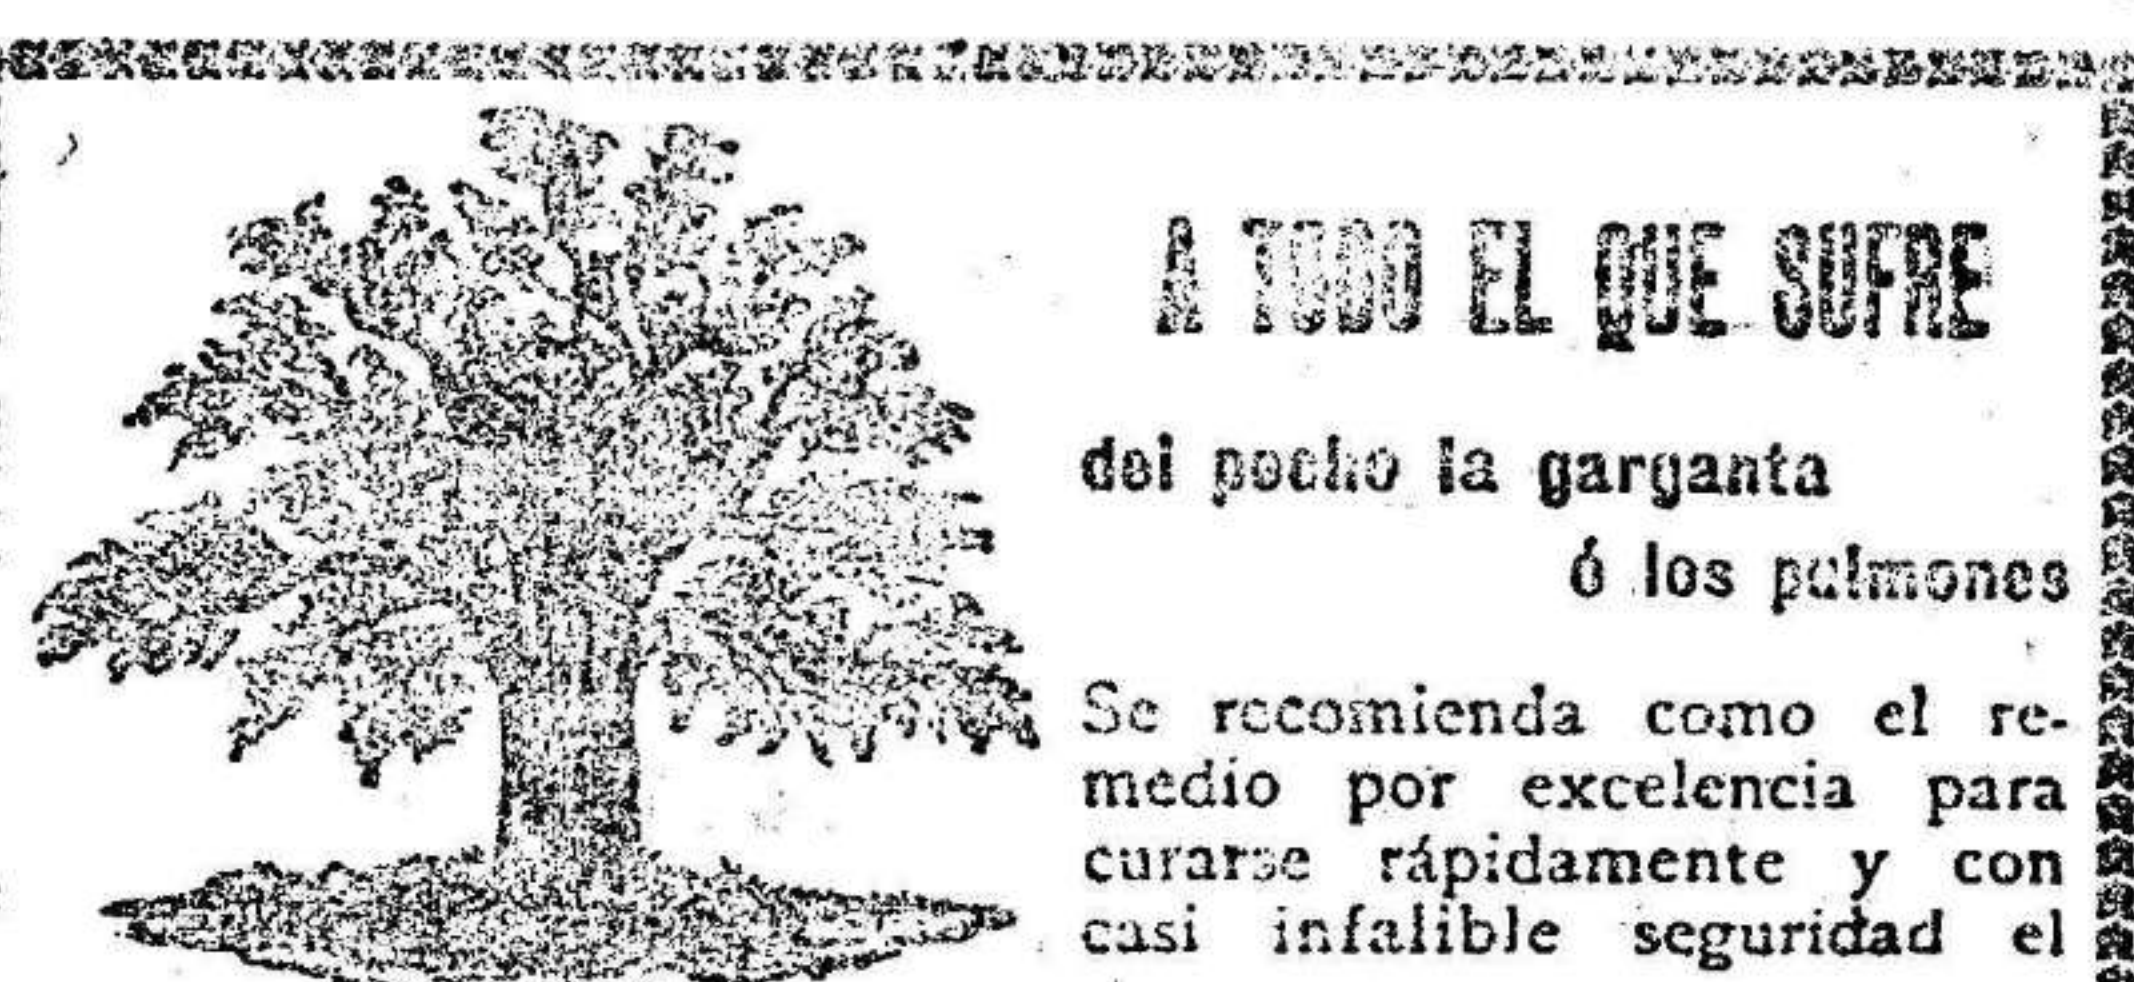 A TODO EL QUE SUFRE
del pecho la garganta
ó los pulmones
Se recomienda como el re-
medio por excelencia para
curarse rápidamente y con
casi infalible seguridad el